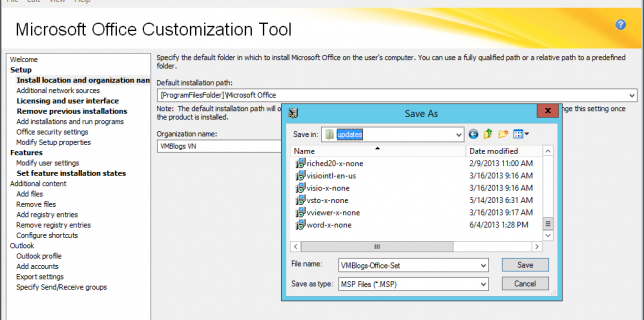 File Edit View Help
Microsoft Office Customization Tool
Welcome
Setup
Install location and organization nan
Additional network sources
Licensing and user interface
Remove previous installations
Add installations and run programs
Office security settings
Modify Setup properties
Features
Modify user settings
Set feature installation states
Additional content
Add files
Remove files
Add registry entries
Remove registry entries
Configure shortcuts
Outlook
Outlook profile
Add accounts
Export settings
Specify Send/Receive groups
Specify the default folder in which to install Microsoft Office on the user's computer. You can use a fully qualified path or a relative path to a predefined
folder.
Default installation path:
[ProgramFilesFolder]\Microsoft Office
Note: The default installation path will o
nge this setting once
the product is installed.
Organization name:
VMBlogs VN
Save As
x
Save in: updates
Name Date modified
riched20-x-none 2/9/2013 11:00 AM
visiointl-en-us 3/16/2013 9:16 AM
visio-x-none 3/16/2013 9:16 AM
vsto-x-none 5/14/2013 6:31 AM
vviewer-x-none 3/16/2013 9:17 AM
word-x-none 6/4/2013 1:28 PM
File name: VMBlogs-Office-Set Save
Save as type: MSP Files (*.MSP) Cancel